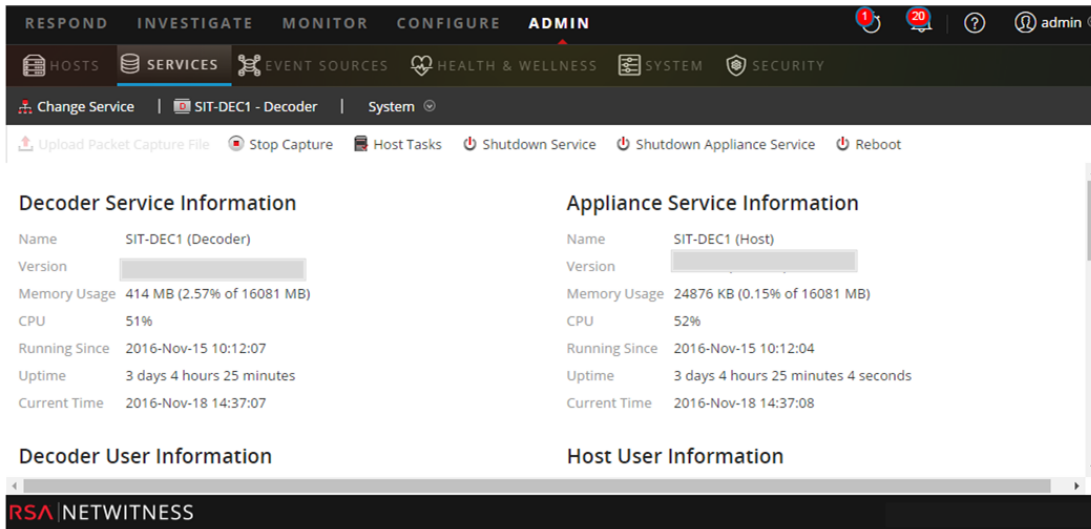 RESPOND INVESTIGATE MONITOR CONFIGURE ADMIN 1 20 ? admin
HOSTS SERVICES EVENT SOURCES HEALTH & WELLNESS SYSTEM SECURITY
Change Service | D SIT-DEC1 - Decoder | System
Upload Packet Capture File Stop Capture Host Tasks Shutdown Service Shutdown Appliance Service Reboot
Decoder Service Information
Name SIT-DEC1 (Decoder)
Version
Memory Usage 414 MB (2.57% of 16081 MB)
CPU 51%
Running Since 2016-Nov-15 10:12:07
Uptime 3 days 4 hours 25 minutes
Current Time 2016-Nov-18 14:37:07
Decoder User Information
Appliance Service Information
Name SIT-DEC1 (Host)
Version
Memory Usage 24876 KB (0.15% of 16081 MB)
CPU 52%
Running Since 2016-Nov-15 10:12:04
Uptime 3 days 4 hours 25 minutes 4 seconds
Current Time 2016-Nov-18 14:37:08
Host User Information
RSA NETWITNESS